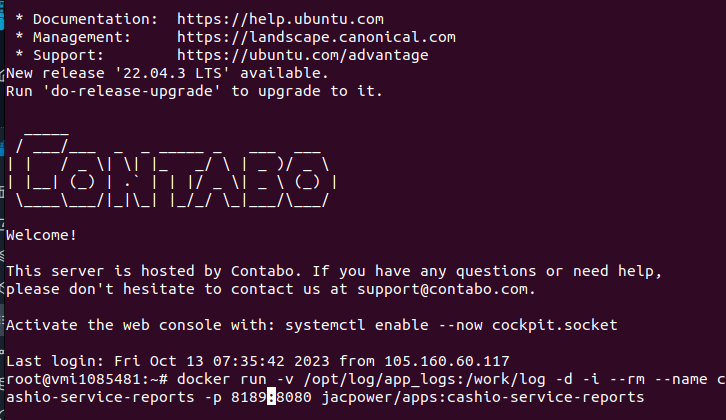 * Documentation:  https://help.ubuntu.com
* Management:     https://landscape.canonical.com
* Support:        https://ubuntu.com/advantage
New release '22.04.3 LTS' available.
Run 'do-release-upgrade' to upgrade to it.
CONTABO
Welcome!
This server is hosted by Contabo. If you have any questions or need help,
please don't hesitate to contact us at support@contabo.com.
Activate the web console with: systemctl enable --now cockpit.socket
Last login: Fri Oct 13 07:35:42 2023 from 105.160.60.117
root@vmi1085481:~# docker run -v /opt/log/app_logs:/work/log -d -i --rm --name c
ashio-service-reports -p 8189:8080 jacpower/apps:cashio-service-reports